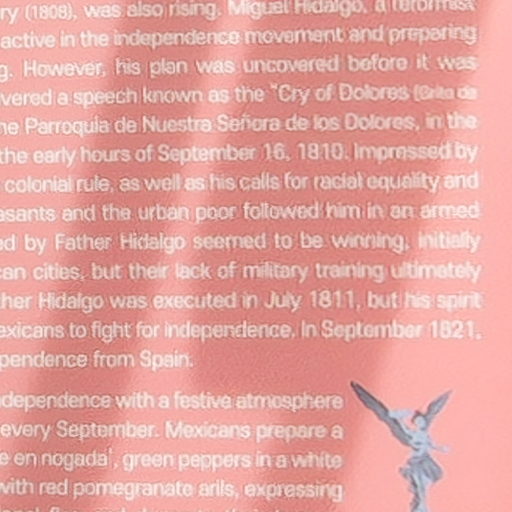 ry (1808), was also rising. Miguel Hidalgo, a reformist
active in the independence movement and preparing
g. However, his plan was uncovered before it was
vered a speech known as the "Cry of Dolores (Grito de
he Parroquia de Nuestra Señora de los Dolores, in the
the early hours of September 16, 1810. Impressed by
colonial rule, as well as his calls for racial equality and
asants and the urban poor followed him in an armed
ed by Father Hidalgo seemed to be winning, initially
can cities, but their lack of military training ultimately
her Hidalgo was executed in July 1811, but his spirit
exicans to fight for independence. In September 1821,
pendence from Spain.
ndependence with a festive atmosphere
every September. Mexicans prepare a
e en nogada', green peppers in a white
with red pomegranate arils, expressing